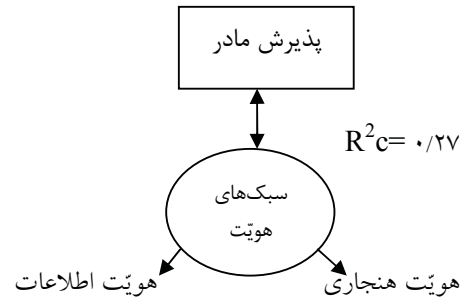 پذیرش مادر
R²c= ۰/۲۷
سبک‌های
هویّت
هویّت هنجاری
هویّت اطلاعات